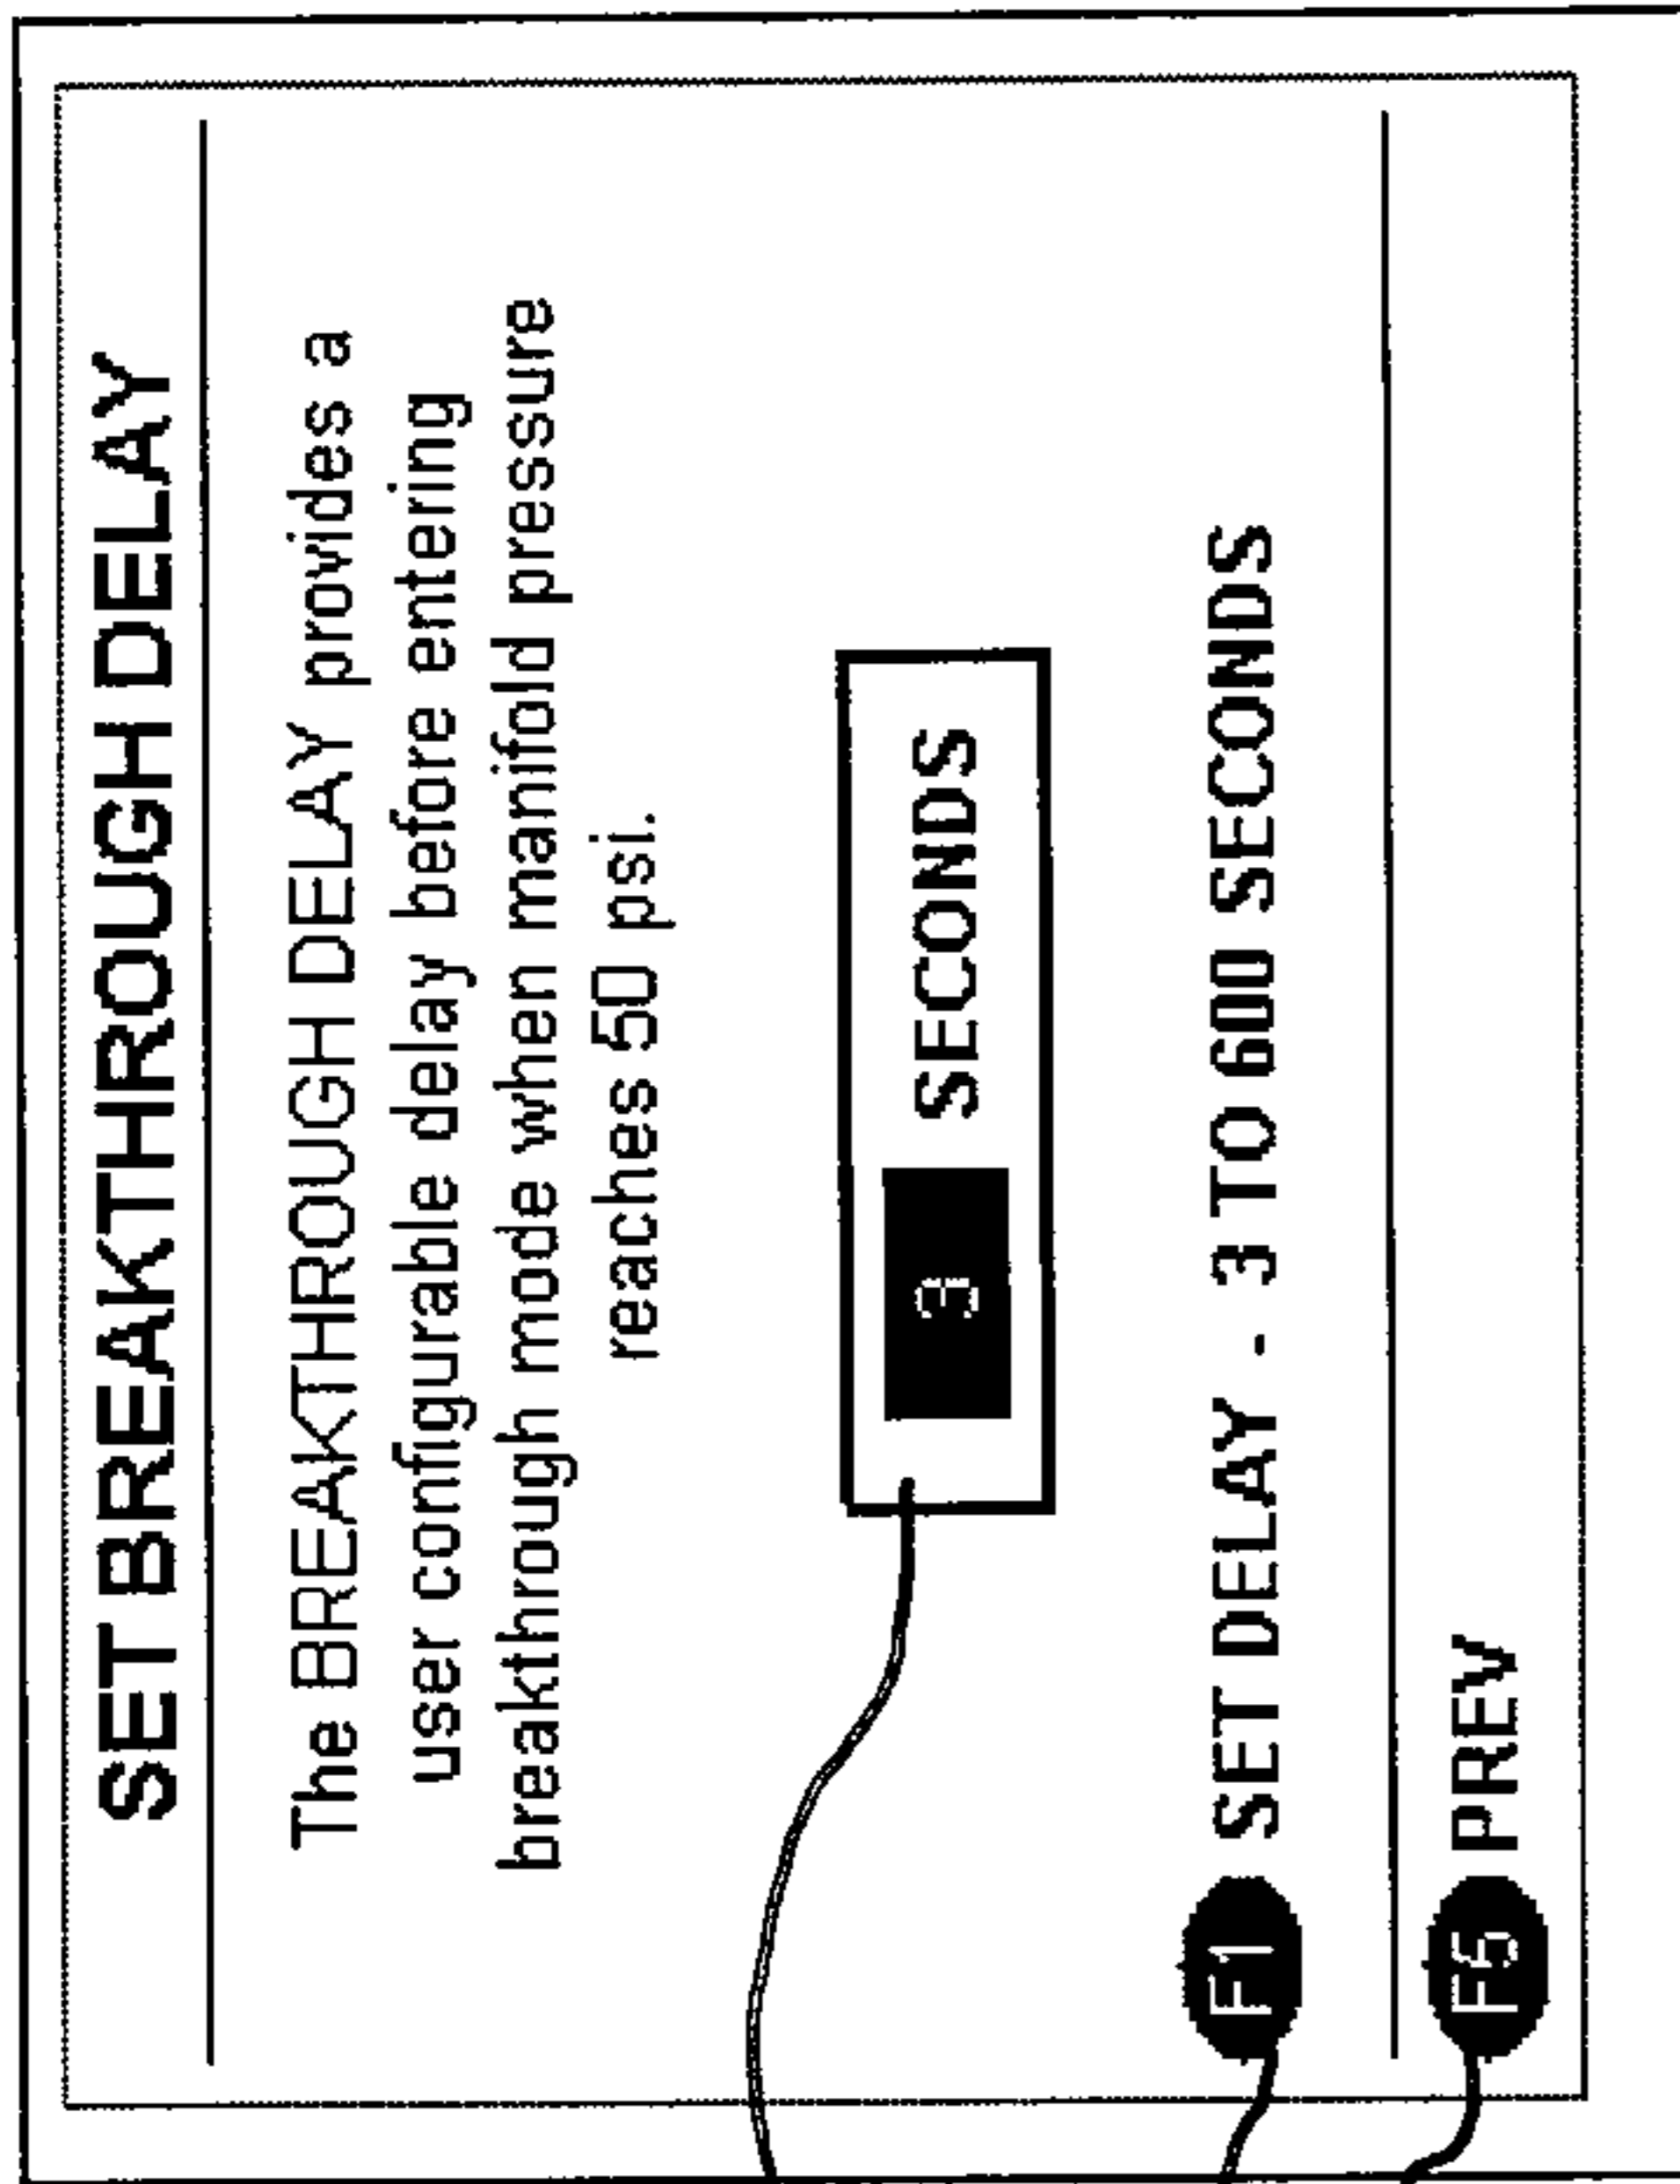 SET BREAKTHROUGH DELAY
The BREAKTHROUGH DELAY provides a
user configurable delay before entering
breakthrough mode when manifold pressure
reaches 50 psi.
3 SECONDS
F1 SET DELAY - 3 TO 600 SECONDS
F5 PREV